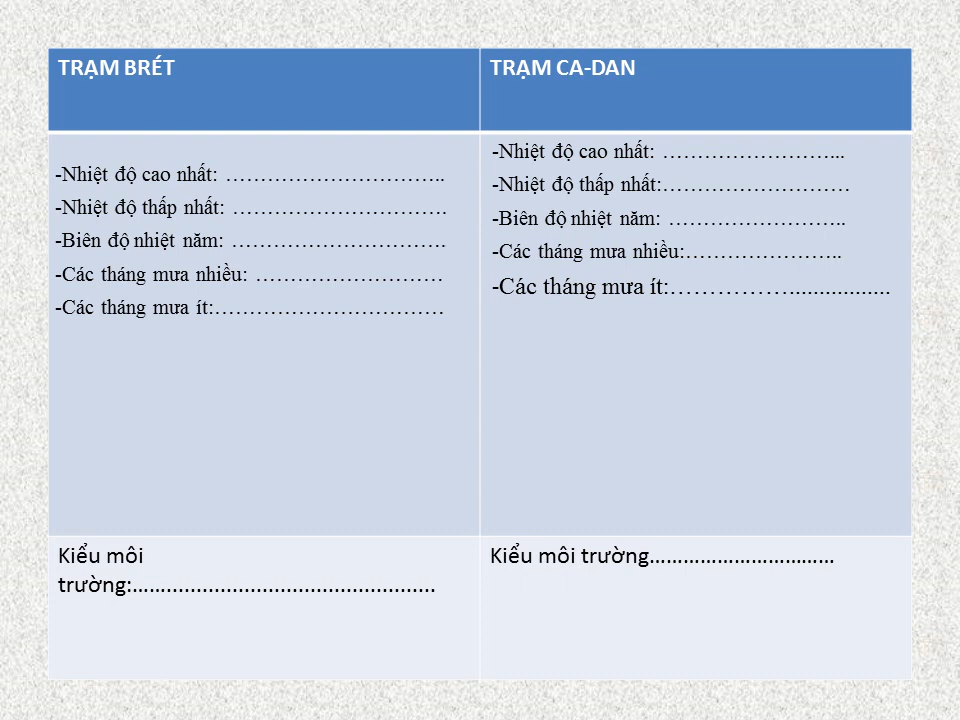 TRẠM BRÉT
TRẠM CA-DAN
-Nhiệt độ cao nhất: …………………………..
-Nhiệt độ thấp nhất: ………………………….
-Biên độ nhiệt năm: ………………………….
-Các tháng mưa nhiều: ………………………
-Các tháng mưa ít:……………………………
-Nhiệt độ cao nhất: ……………………...
-Nhiệt độ thấp nhất:………………………
-Biên độ nhiệt năm: ……………………..
-Các tháng mưa nhiều:…………………..
-Các tháng mưa ít:……………................
Kiểu môi
trường:……..............................................
Kiểu môi trường……………………………